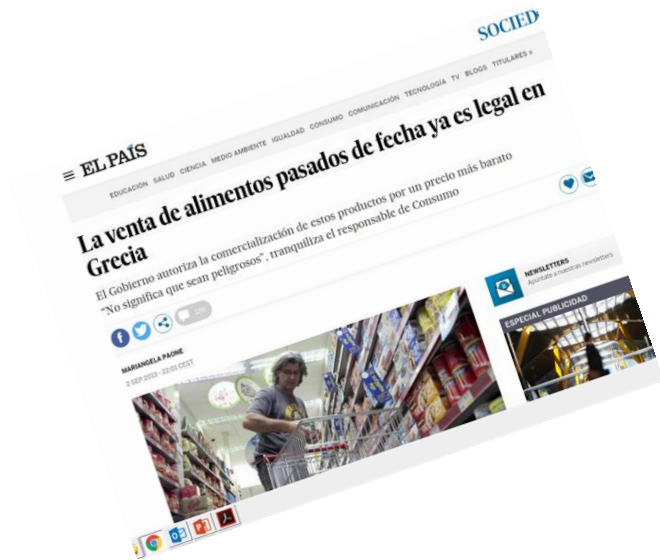 SOCIED
EL PAÍS
EDUCACIÓN SALUD CIENCIA MEDIO AMBIENTE IGUALDAD CONSUMO COMUNICACIÓN TECNOLOGÍA TV BLOGS TITULARES »
La venta de alimentos pasados de fecha ya es legal en
Grecia
El Gobierno autoriza la comercialización de estos productos por un precio más barato
"No significa que sean peligrosos", tranquiliza el responsable de Consumo
MARIANGELA PAONE
2 SEP 2013 - 22:01 CEST
NEWSLETTERS
Apúntate a nuestras newsletters
ESPECIAL PUBLICIDAD